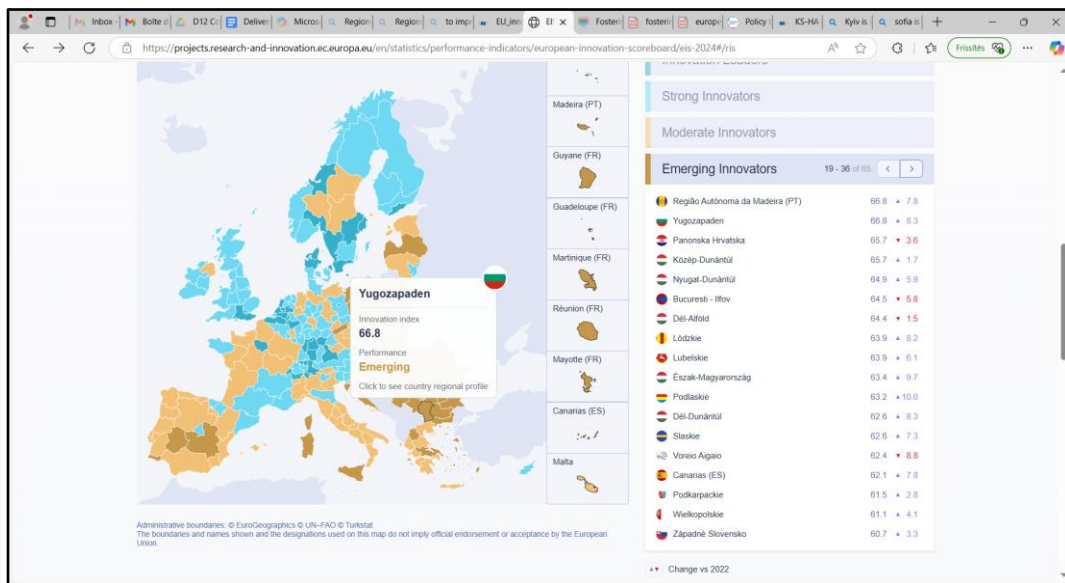 Inbox
Boîte d
D12 Co
Deliver
Micros
Region
Region
to imp
EU_inn
EI
Fosten
fosterin
europe
Policy i
KS-HA
Kyiv is
sofia is
https://projects.research-and-innovation.ec.europa.eu/en/statistics/performance-indicators/european-innovation-scoreboard/eis-2024#/ris
Frissítés
Madeira (PT)
Guyane (FR)
Guadeloupe (FR)
Martinique (FR)
Réunion (FR)
Mayotte (FR)
Canarias (ES)
Malta
Yugozapaden
Innovation index
66.8
Performance
Emerging
Click to see country regional profile
Administrative boundaries: © EuroGeographics © UN–FAO © Turkstat
The boundaries and names shown and the designations used on this map do not imply official endorsement or acceptance by the European
Union.
Innovation Leaders
Strong Innovators
Moderate Innovators
Emerging Innovators 19 - 36 of 65 < >
Região Autónoma da Madeira (PT) 66.8 ▲ 7.8
Yugozapaden 66.8 ▲ 8.3
Panonska Hrvatska 65.7 ▼ 3.6
Közép-Dunántúl 65.7 ▲ 1.7
Nyugat-Dunántúl 64.9 ▲ 5.9
Bucuresti - Ilfov 64.5 ▼ 5.8
Dél-Alföld 64.4 ▼ 1.5
Lódzkie 63.9 ▲ 8.2
Lubelskie 63.9 ▲ 6.1
Észak-Magyarország 63.4 ▲ 9.7
Podlaskie 63.2 ▲ 10.0
Dél-Dunántúl 62.6 ▲ 8.3
Slaskie 62.6 ▲ 7.3
Voreio Aigaio 62.4 ▼ 8.8
Canarias (ES) 62.1 ▲ 7.9
Podkarpackie 61.5 ▲ 2.8
Wielkopolskie 61.1 ▲ 4.1
Západné Slovensko 60.7 ▲ 3.3
▲▼ Change vs 2022